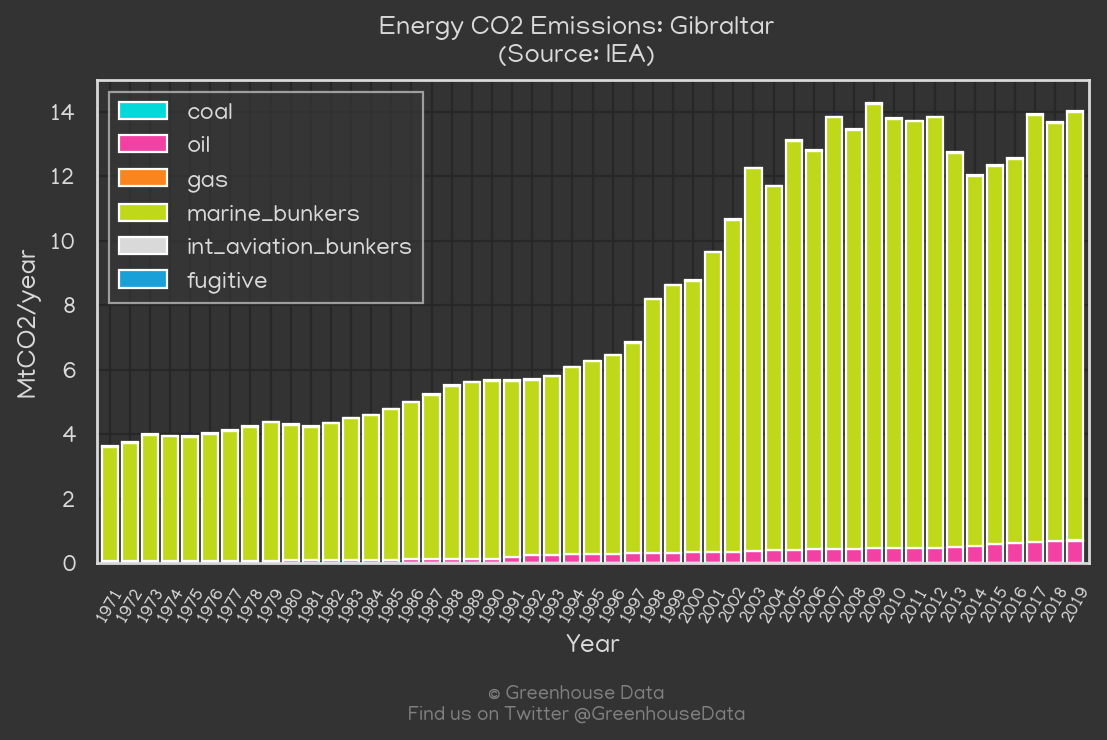 Energy CO2 Emissions: Gibraltar
(Source: IEA)
14
12
10
8
6
4
2
0
MtCO2/year
coal
oil
gas
marine_bunkers
int_aviation_bunkers
fugitive
1971 1972 1973 1974 1975 1976 1977 1978 1979 1980 1981 1982 1983 1984 1985 1986 1987 1988 1989 1990 1991 1992 1993 1994 1995 1996 1997 1998 1999 2000 2001 2002 2003 2004 2005 2006 2007 2008 2009 2010 2011 2012 2013 2014 2015 2016 2017 2018 2019
Year
© Greenhouse Data
Find us on Twitter @GreenhouseData